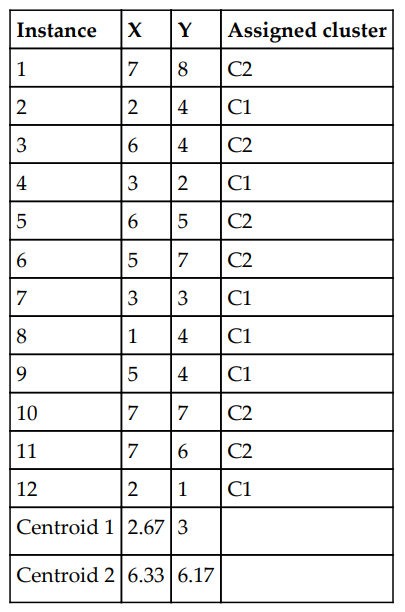 Instance X Y Assigned cluster
1 7 8 C2
2 2 4 C1
3 6 4 C2
4 3 2 C1
5 6 5 C2
6 5 7 C2
7 3 3 C1
8 1 4 C1
9 5 4 C1
10 7 7 C2
11 7 6 C2
12 2 1 C1
Centroid 1 2.67 3
Centroid 2 6.33 6.17